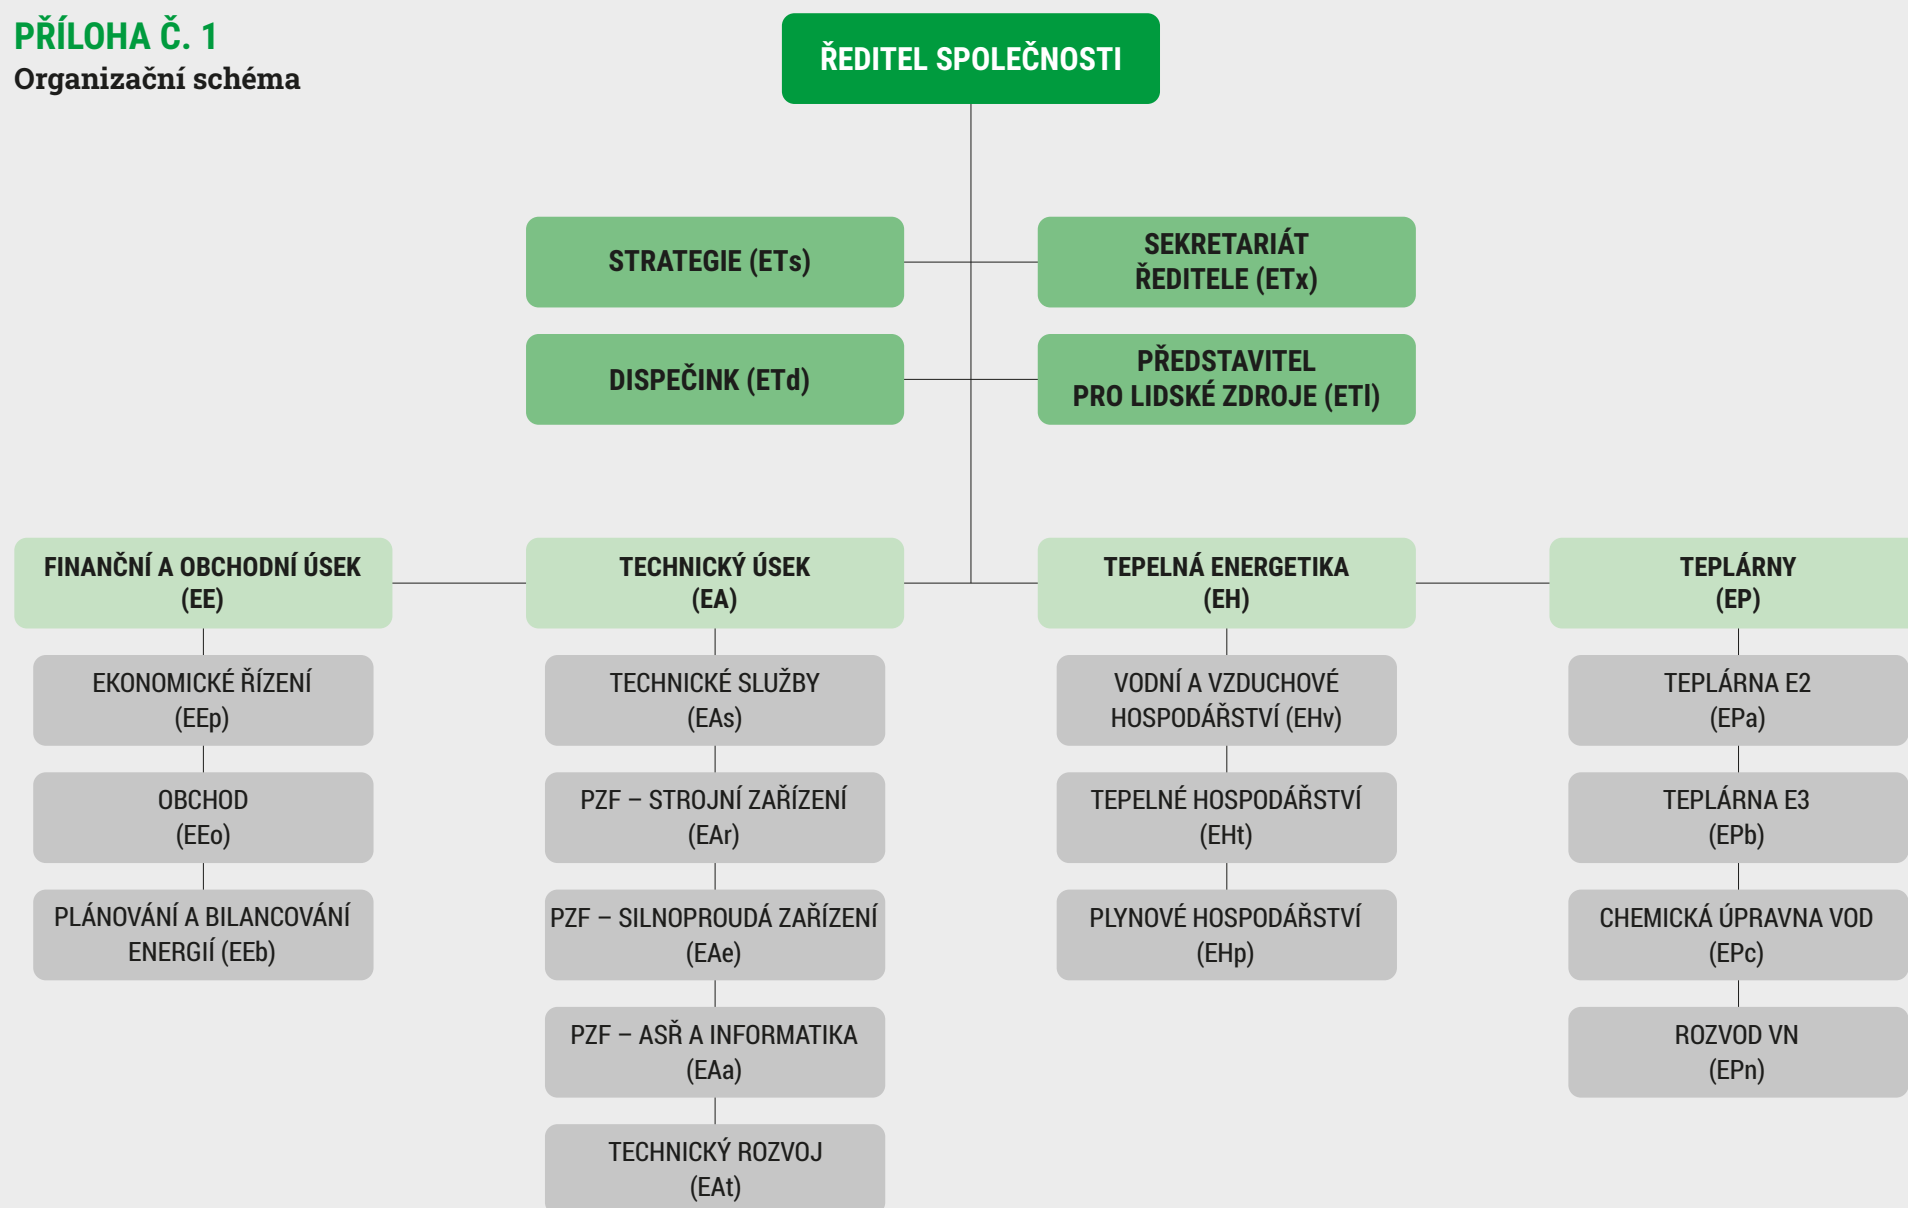 PŘÍLOHA Č. 1
Organizační schéma
ŘEDITEL SPOLEČNOSTI
STRATEGIE (ETs)
SEKRETARIÁT
ŘEDITELE (ETx)
DISPEČINK (ETd)
PŘEDSTAVITEL
PRO LIDSKÉ ZDROJE (ETl)
FINANČNÍ A OBCHODNÍ ÚSEK
(EE)
EKONOMICKÉ ŘÍZENÍ
(EEp)
OBCHOD
(EEo)
PLÁNOVÁNÍ A BILANCOVÁNÍ
ENERGIÍ (EEb)
TECHNICKÝ ÚSEK
(EA)
TECHNICKÉ SLUŽBY
(EAs)
PZF – STROJNÍ ZAŘÍZENÍ
(EAr)
PZF – SILNOPROUDÁ ZAŘÍZENÍ
(EAe)
PZF – ASŘ A INFORMATIKA
(EAa)
TECHNICKÝ ROZVOJ
(EAt)
TEPELNÁ ENERGETIKA
(EH)
VODNÍ A VZDUCHOVÉ
HOSPODÁŘSTVÍ (EHv)
TEPELNÉ HOSPODÁŘSTVÍ
(EHt)
PLYNOVÉ HOSPODÁŘSTVÍ
(EHp)
TEPLÁRNY
(EP)
TEPLÁRNA E2
(EPa)
TEPLÁRNA E3
(EPb)
CHEMICKÁ ÚPRAVNA VOD
(EPc)
ROZVOD VN
(EPn)